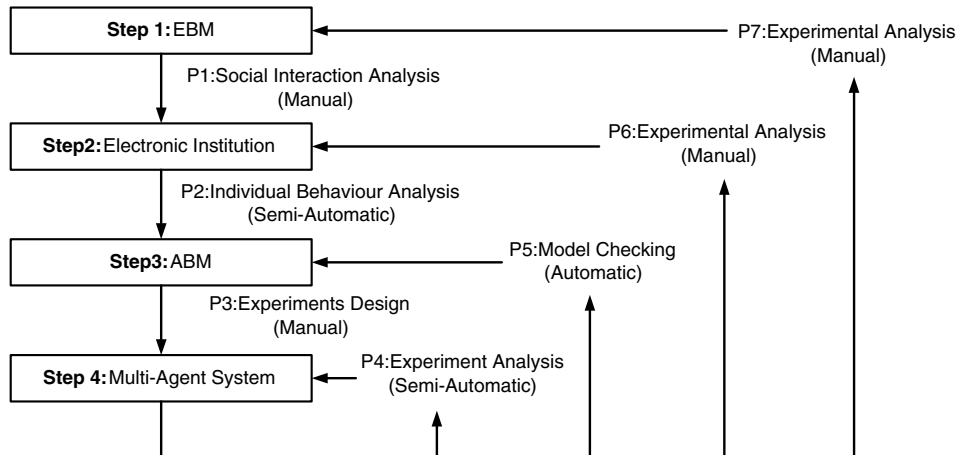 Step 1:EBM
P7:Experimental Analysis
(Manual)
P1:Social Interaction Analysis
(Manual)
Step2:Electronic Institution
P6:Experimental Analysis
(Manual)
P2:Individual Behaviour Analysis
(Semi-Automatic)
Step3:ABM
P5:Model Checking
(Automatic)
P3:Experiments Design
(Manual)
Step 4:Multi-Agent System
P4:Experiment Analysis
(Semi-Automatic)